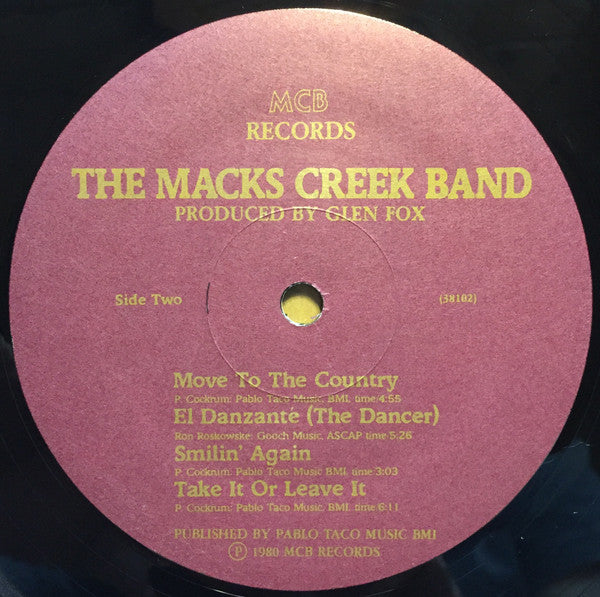 MCB
RECORDS
THE MACKS CREEK BAND
PRODUCED BY GLEN FOX
Side Two
(38102)
Move To The Country
P. Cockrum: Pablo Taco Music, BMI, time/4:55
El Danzante (The Dancer)
Ron Roskowske: Gooch Music, ASCAP time 5:26
Smilin' Again
P. Cockrum: Pablo Taco Music BMI, time 3:03
Take It Or Leave It
P. Cockrum: Pablo Taco Music, BMI, time 6:11
PUBLISHED BY PABLO TACO MUSIC BMI
Ⓟ 1980 MCB RECORDS